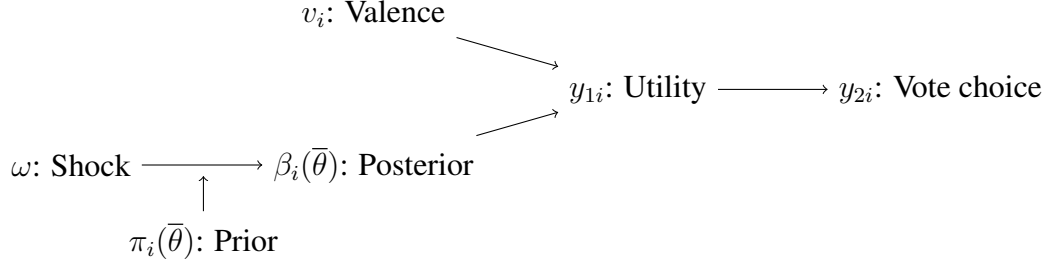 v_i: Valence
y_{1i}: Utility
y_{2i}: Vote choice
ω: Shock
β_i(θ̅): Posterior
π_i(θ̅): Prior